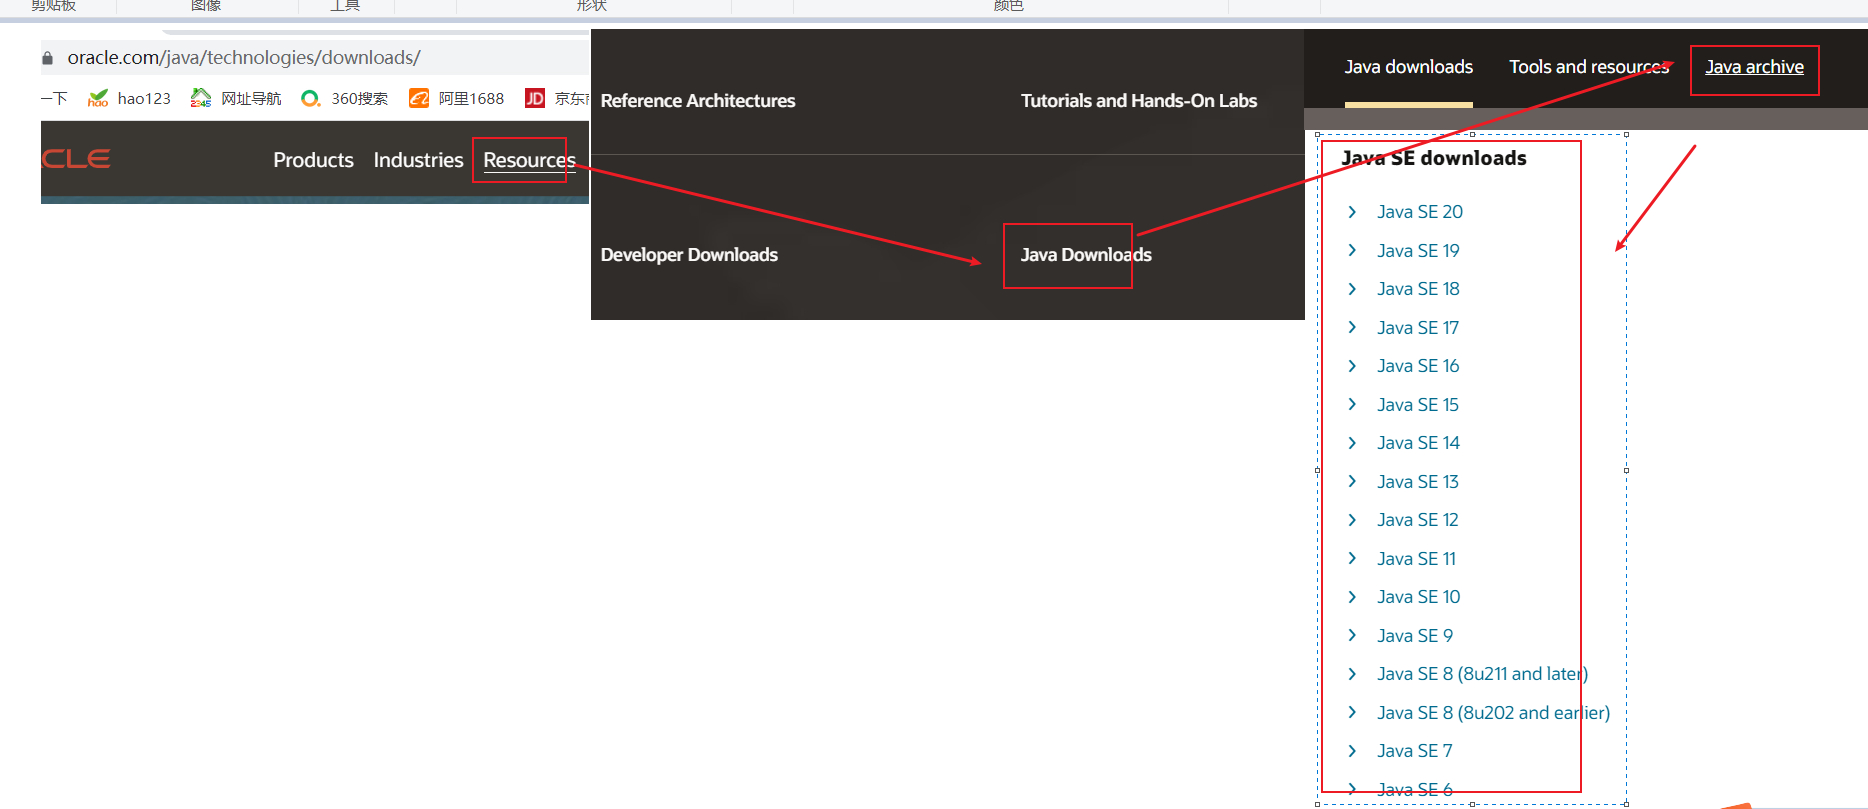 剪贴板 图像 工具 形状 颜色
oracle.com/java/technologies/downloads/
一下 hao123 网址导航 360搜索 阿里1688 JD 京东
CLE Products Industries Resources
Reference Architectures Tutorials and Hands-On Labs
Developer Downloads Java Downloads
Java downloads Tools and resources Java archive
Java SE downloads
Java SE 20
Java SE 19
Java SE 18
Java SE 17
Java SE 16
Java SE 15
Java SE 14
Java SE 13
Java SE 12
Java SE 11
Java SE 10
Java SE 9
Java SE 8 (8u211 and later)
Java SE 8 (8u202 and earlier)
Java SE 7
Java SE 6